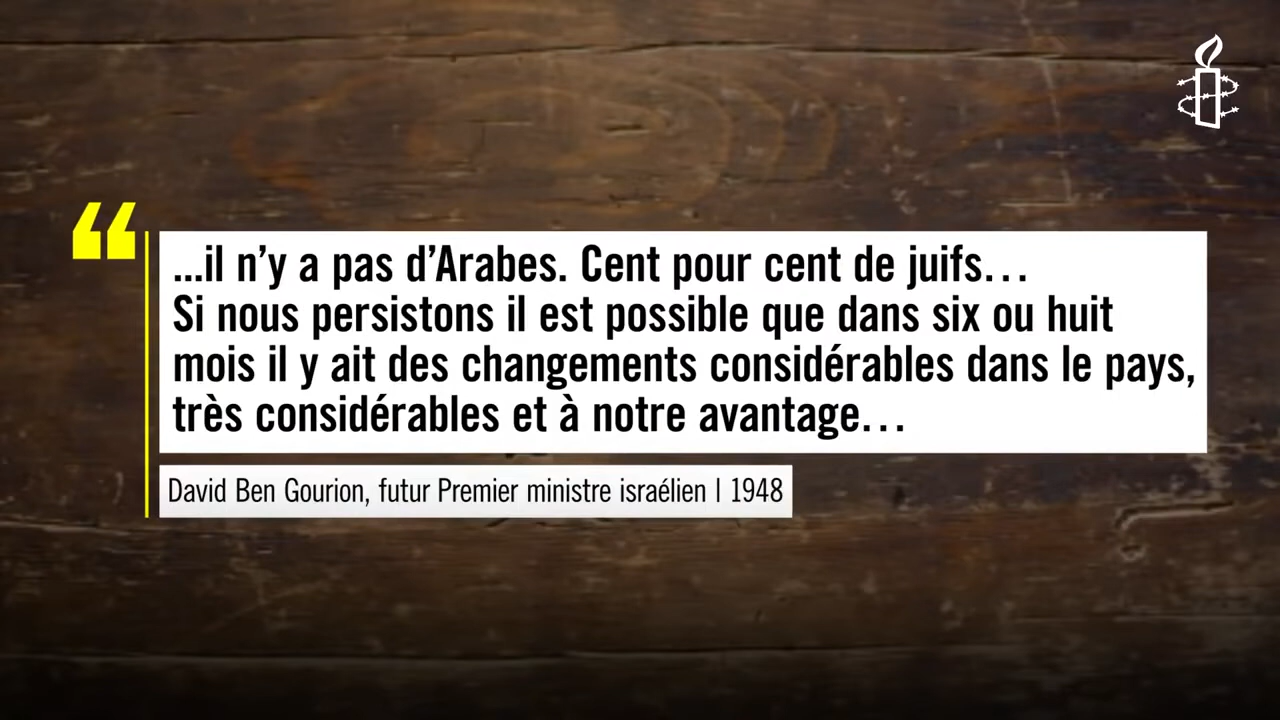 “
...il n’y a pas d’Arabes. Cent pour cent de juifs...
Si nous persistons il est possible que dans six ou huit
mois il y ait des changements considérables dans le pays,
très considérables et à notre avantage...
David Ben Gourion, futur Premier ministre israélien | 1948